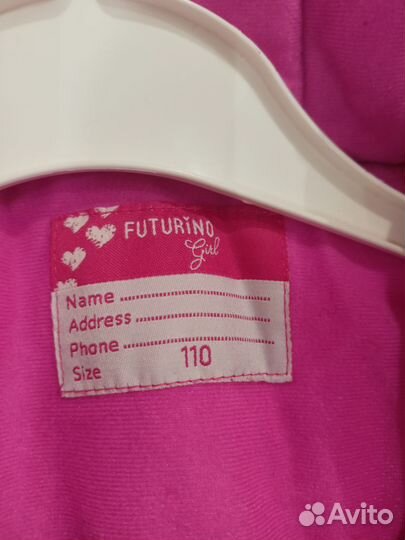 FUTURINO
Girl
Name ....................
Address ....................
Phone ....................
Size 110
Avito